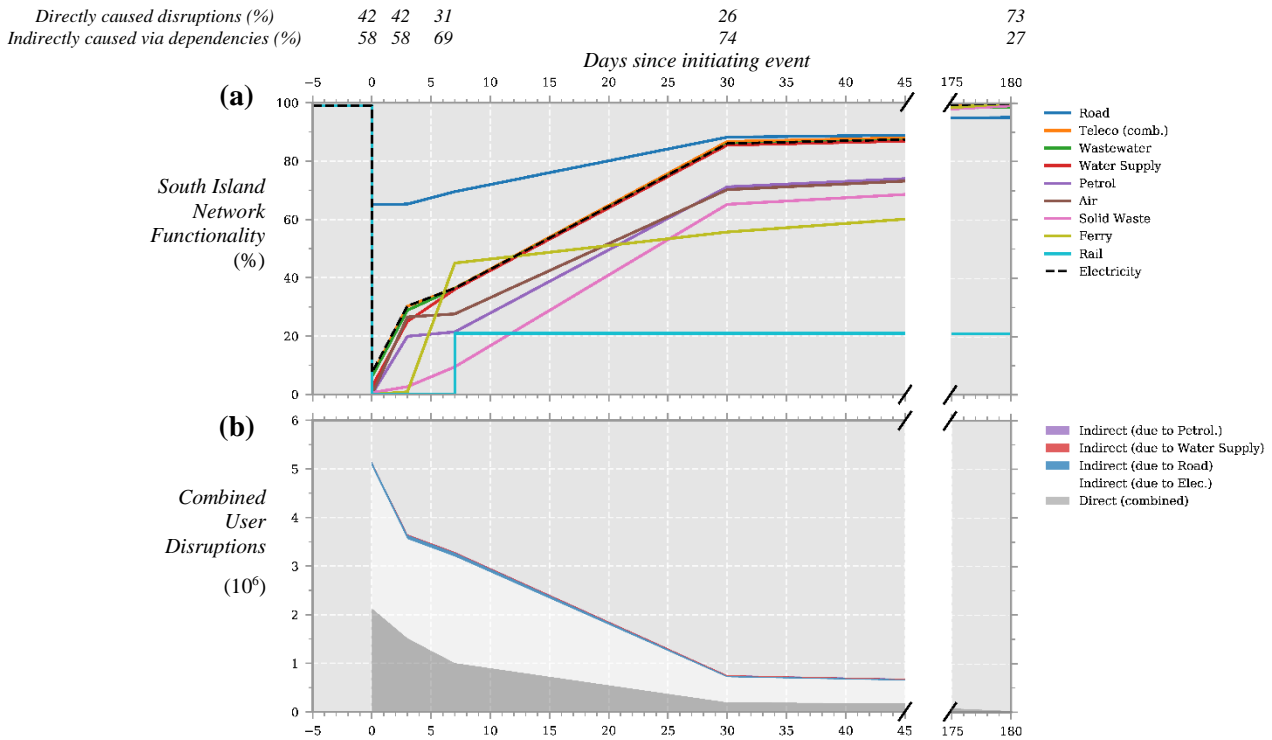 Directly caused disruptions (%) 42 42 31 26 73
Indirectly caused via dependencies (%) 58 58 69 74 27
Days since initiating event
−5 0 5 10 15 20 25 30 35 40 45 175 180
(a)
100
80
60
40
20
0
South Island
Network
Functionality
(%)
Road
Teleco (comb.)
Wastewater
Water Supply
Petrol
Air
Solid Waste
Ferry
Rail
Electricity
(b)
6
5
4
3
2
1
0
Combined
User
Disruptions
(10⁶)
Indirect (due to Petrol.)
Indirect (due to Water Supply)
Indirect (due to Road)
Indirect (due to Elec.)
Direct (combined)
−5 0 5 10 15 20 25 30 35 40 45 175 180